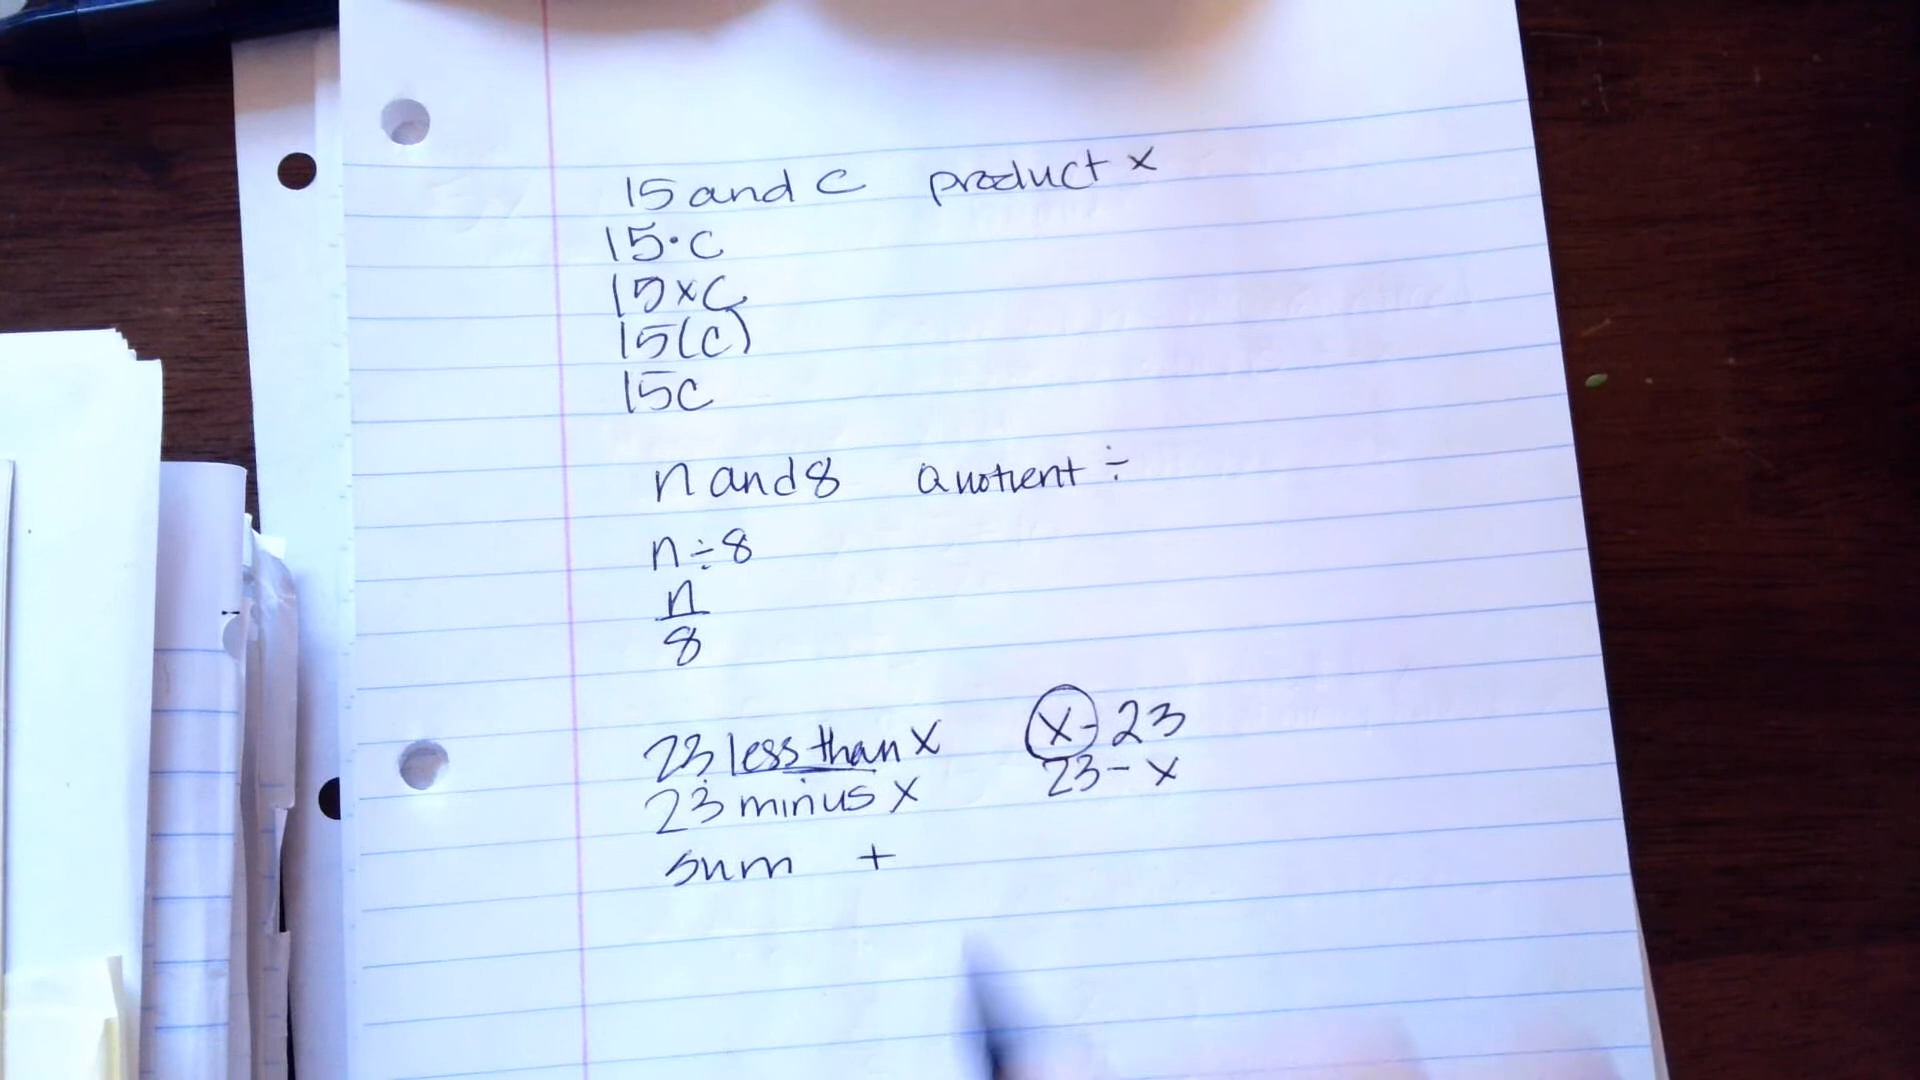 15 and c product ×
15·c
15×c
15(c)
15c
n and 8 Quotient ÷
n÷8
n
8
23 less than x x-23
23 minus x 23-x
sum +